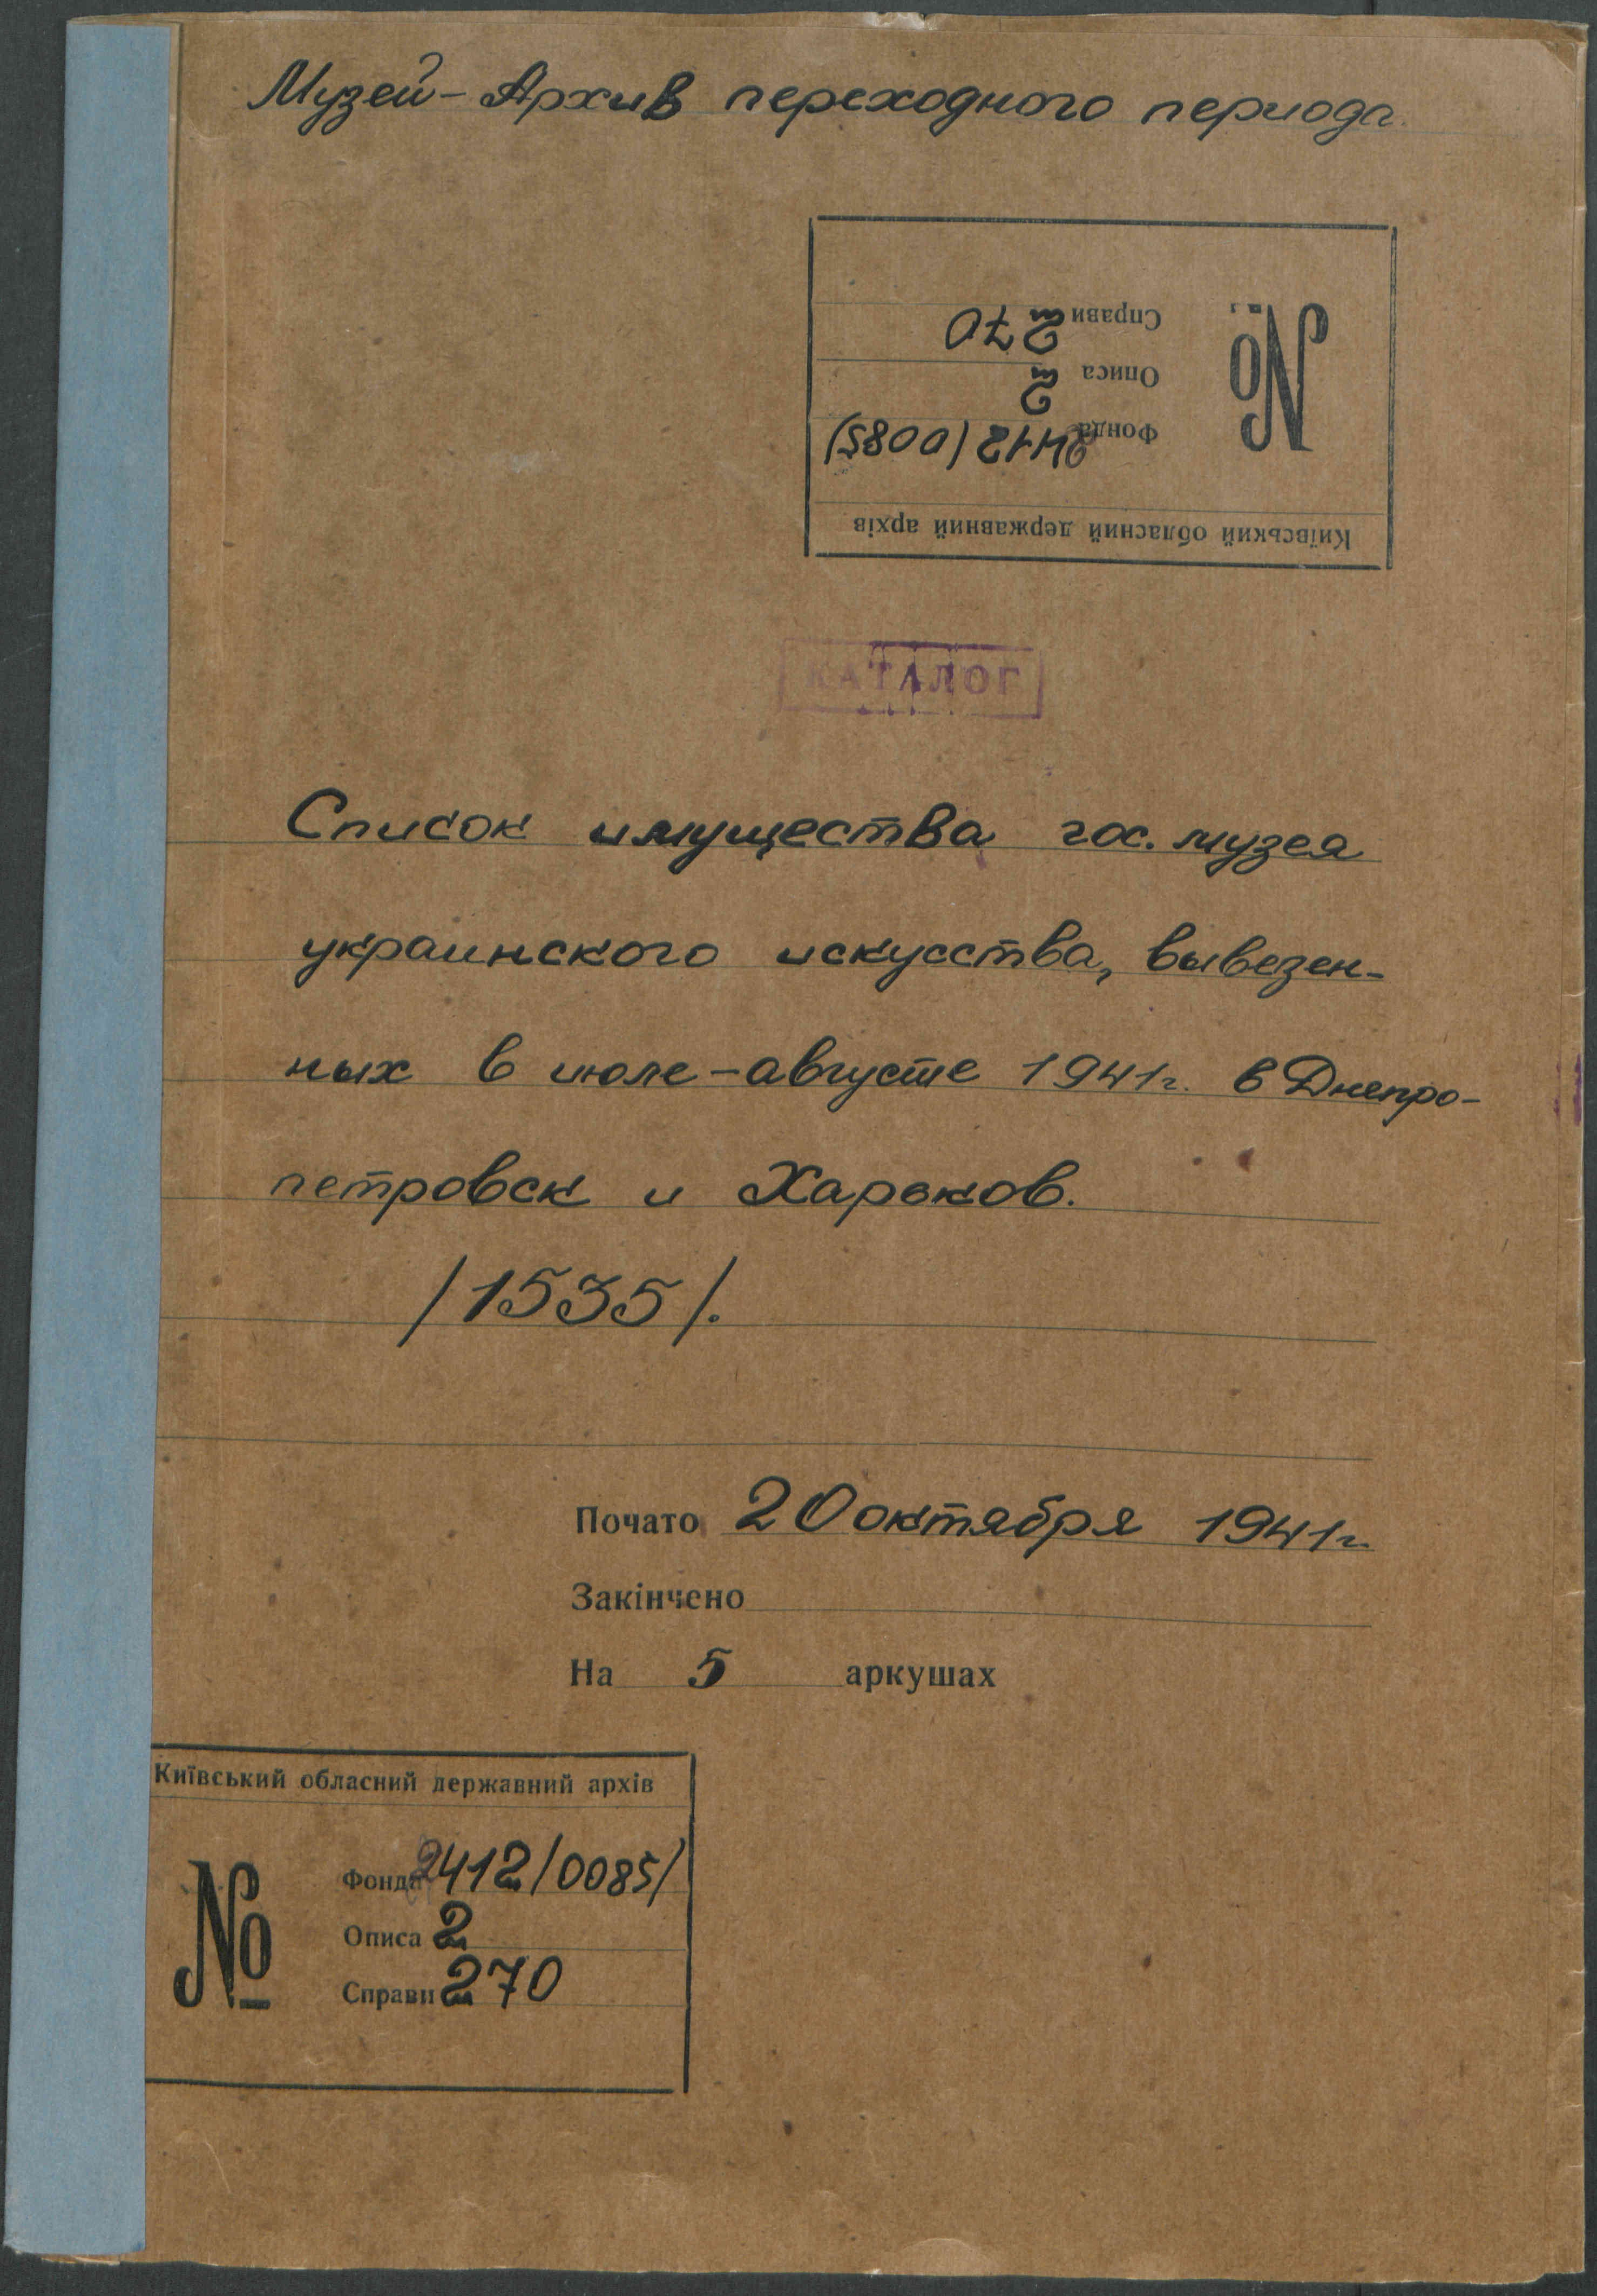 Музей-Архив переходного периода.
Київський обласний державний архів
№
Фонда 2412 (0085)
Описа 2
Справи 270
КАТАЛОГ
Список имущества гос. музея
украинского искусства, вывезен-
ных в июле-августе 1941г. в Днепро-
петровск и Харьков.
/1535/.
Почато 20 октября 1941г.
Закінчено
На 5 аркушах
Київський обласний державний архів
№
Фонда 2412/0085/
Описа 2
Справи 270